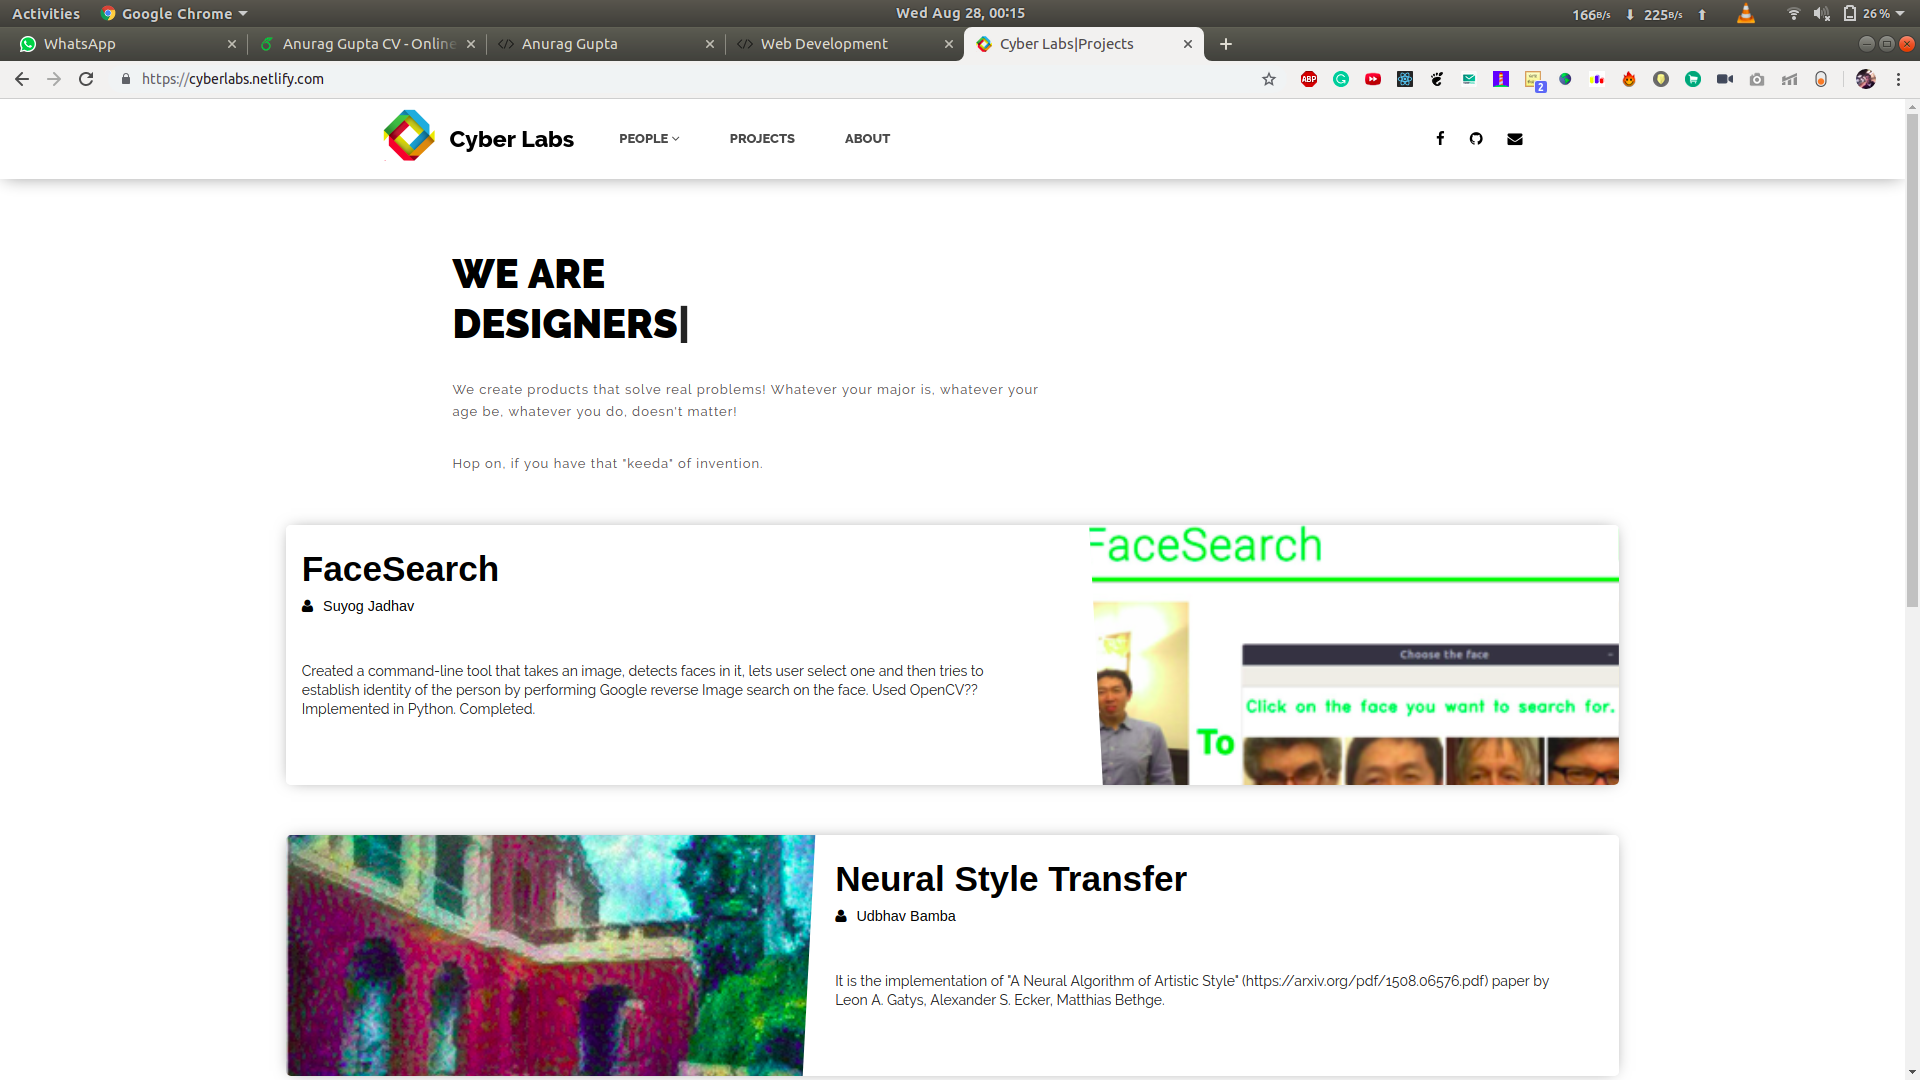 Activities Google Chrome Wed Aug 28, 00:15 166B/s 225B/s 26 %
WhatsApp Anurag Gupta CV - Online Anurag Gupta Web Development Cyber Labs|Projects
https://cyberlabs.netlify.com ABP 2
Cyber Labs PEOPLE PROJECTS ABOUT
WE ARE
DESIGNERS|
We create products that solve real problems! Whatever your major is, whatever your
age be, whatever you do, doesn't matter!
Hop on, if you have that "keeda" of invention.
FaceSearch
Suyog Jadhav
Created a command-line tool that takes an image, detects faces in it, lets user select one and then tries to
establish identity of the person by performing Google reverse Image search on the face. Used OpenCV??
Implemented in Python. Completed.
FaceSearch
Choose the face
Click on the face you want to search for.
To
Neural Style Transfer
Udbhav Bamba
It is the implementation of "A Neural Algorithm of Artistic Style" (https://arxiv.org/pdf/1508.06576.pdf) paper by
Leon A. Gatys, Alexander S. Ecker, Matthias Bethge.